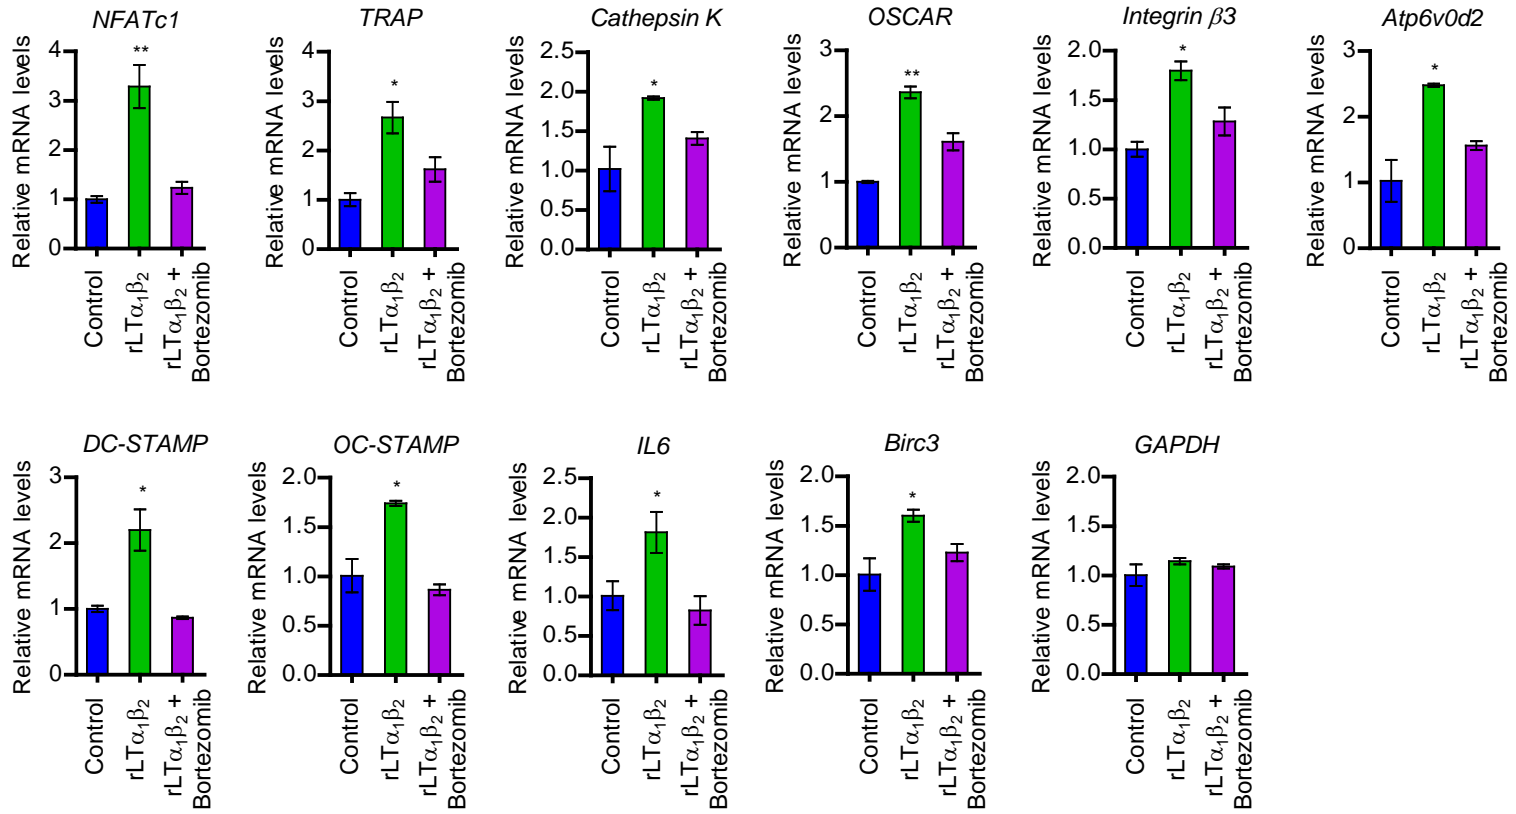 NFATc1
**
Relative mRNA levels
4
3
2
1
0
Control
rLTα₁β₂
rLTα₁β₂ +
Bortezomib
TRAP
*
Relative mRNA levels
4
3
2
1
0
Control
rLTα₁β₂
rLTα₁β₂ +
Bortezomib
Cathepsin K
*
Relative mRNA levels
2.5
2.0
1.5
1.0
0.5
0.0
Control
rLTα₁β₂
rLTα₁β₂ +
Bortezomib
OSCAR
**
Relative mRNA levels
3
2
1
0
Control
rLTα₁β₂
rLTα₁β₂ +
Bortezomib
Integrin β3
*
Relative mRNA levels
2.0
1.5
1.0
0.5
0.0
Control
rLTα₁β₂
rLTα₁β₂ +
Bortezomib
Atp6v0d2
*
Relative mRNA levels
3
2
1
0
Control
rLTα₁β₂
rLTα₁β₂ +
Bortezomib
DC-STAMP
*
Relative mRNA levels
3
2
1
0
Control
rLTα₁β₂
rLTα₁β₂ +
Bortezomib
OC-STAMP
*
Relative mRNA levels
2.0
1.5
1.0
0.5
0.0
Control
rLTα₁β₂
rLTα₁β₂ +
Bortezomib
IL6
*
Relative mRNA levels
2.5
2.0
1.5
1.0
0.5
0.0
Control
rLTα₁β₂
rLTα₁β₂ +
Bortezomib
Birc3
*
Relative mRNA levels
2.0
1.5
1.0
0.5
0.0
Control
rLTα₁β₂
rLTα₁β₂ +
Bortezomib
GAPDH
Relative mRNA levels
2.0
1.5
1.0
0.5
0.0
Control
rLTα₁β₂
rLTα₁β₂ +
Bortezomib